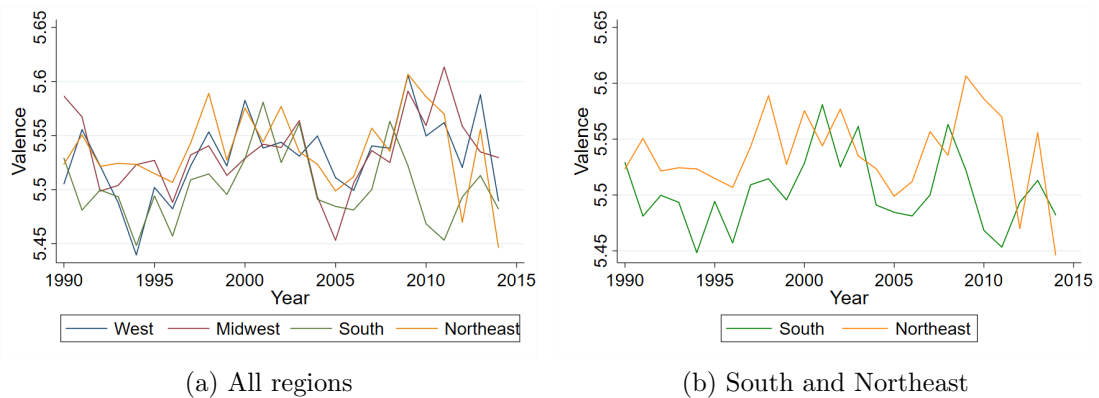 Valence
5.65
5.6
5.55
5.5
5.45
1990 1995 2000 2005 2010 2015
Year
West Midwest South Northeast
(a) All regions
Valence
5.65
5.6
5.55
5.5
5.45
1990 1995 2000 2005 2010 2015
Year
South Northeast
(b) South and Northeast